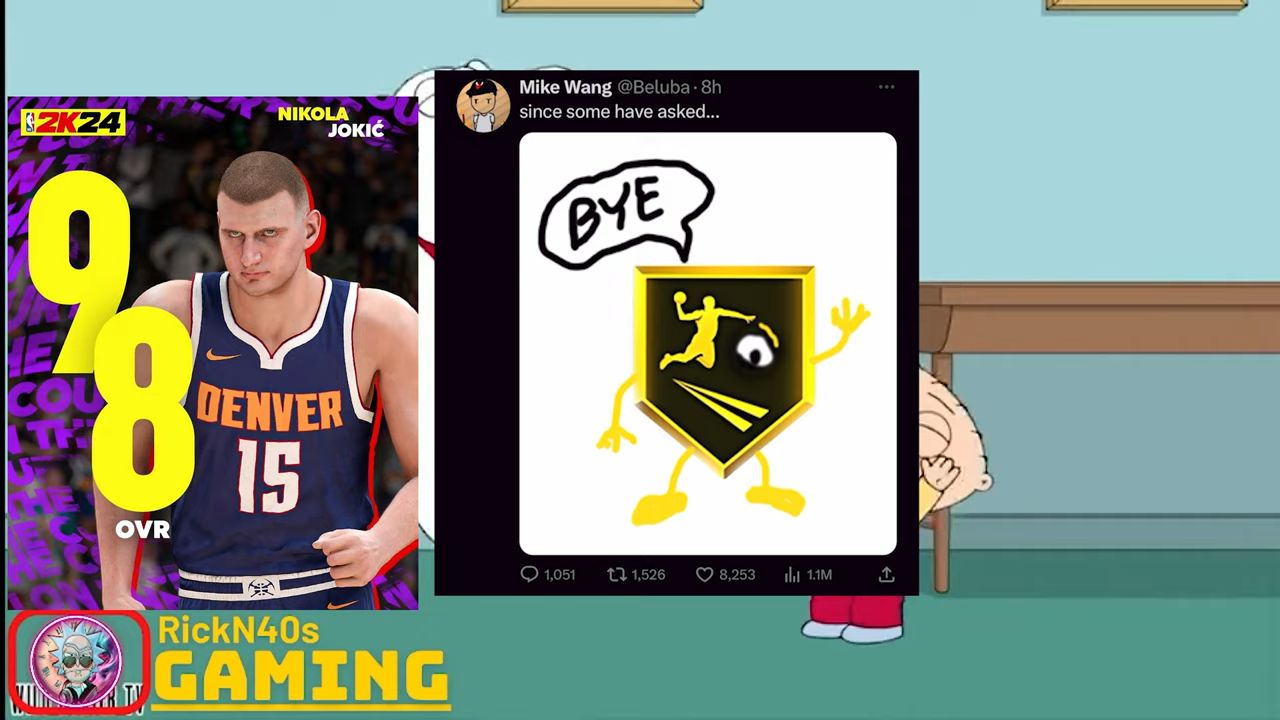 2K24
NIKOLA
JOKIĆ
98
OVR
DENVER
15
Mike Wang @Beluba · 8h
since some have asked...
BYE
1,051 1,526 8,253 1.1M
RickN40s
GAMING